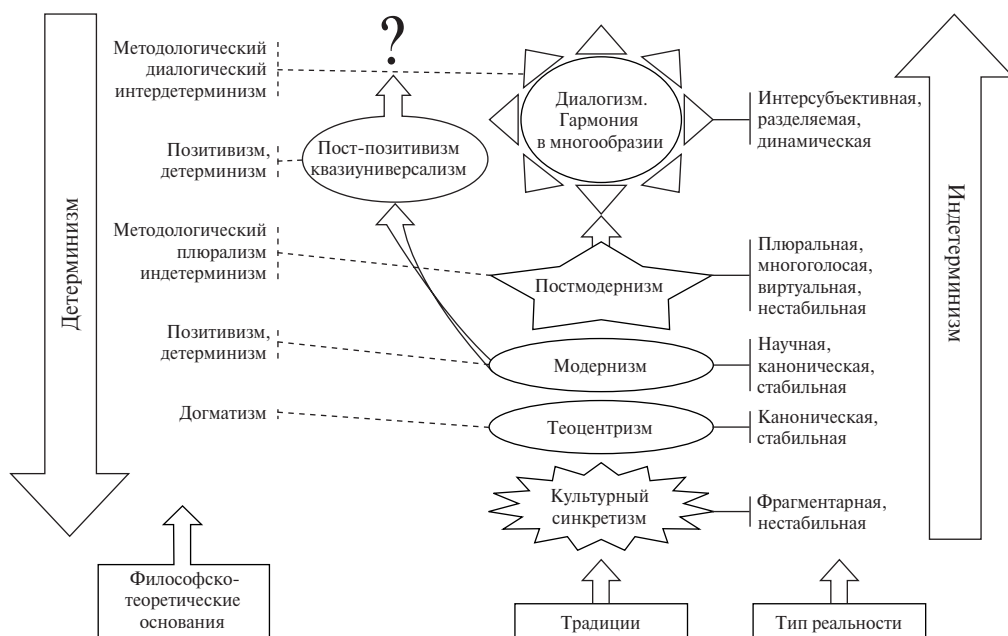 Методологический
диалогический
интердетерминизм
?
Диалогизм.
Гармония
в многообразии
Интерсубъективная,
разделяемая,
динамическая
Позитивизм,
детерминизм
Пост-позитивизм
квазиуниверсализм
Детерминизм
Индетерминизм
Методологический
плюрализм
индетерминизм
Постмодернизм
Плюральная,
многоголосая,
виртуальная,
нестабильная
Позитивизм,
детерминизм
Модернизм
Научная,
каноническая,
стабильная
Догматизм
Теоцентризм
Каноническая,
стабильная
Культурный
синкретизм
Фрагментарная,
нестабильная
Философско-
теоретические
основания
Традиции
Тип реальности